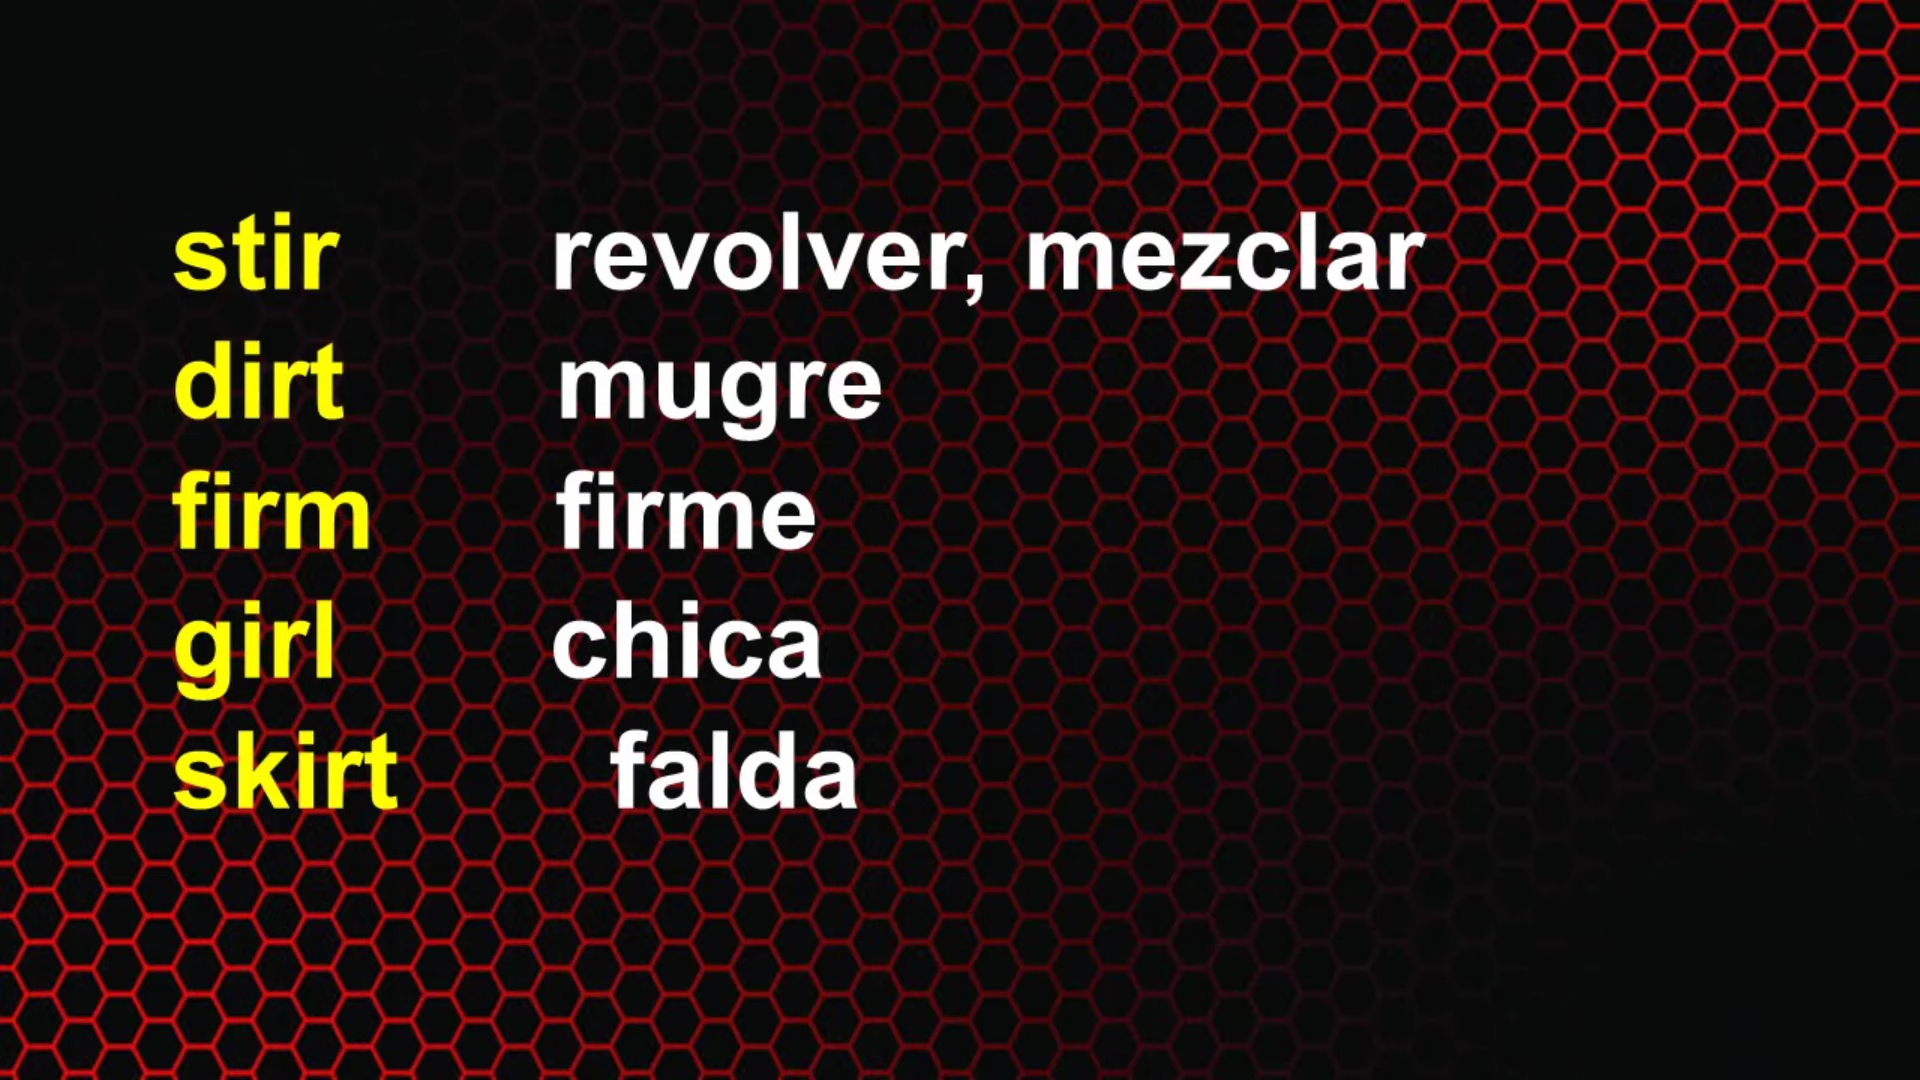 stir revolver, mezclar
dirt mugre
firm firme
girl chica
skirt falda